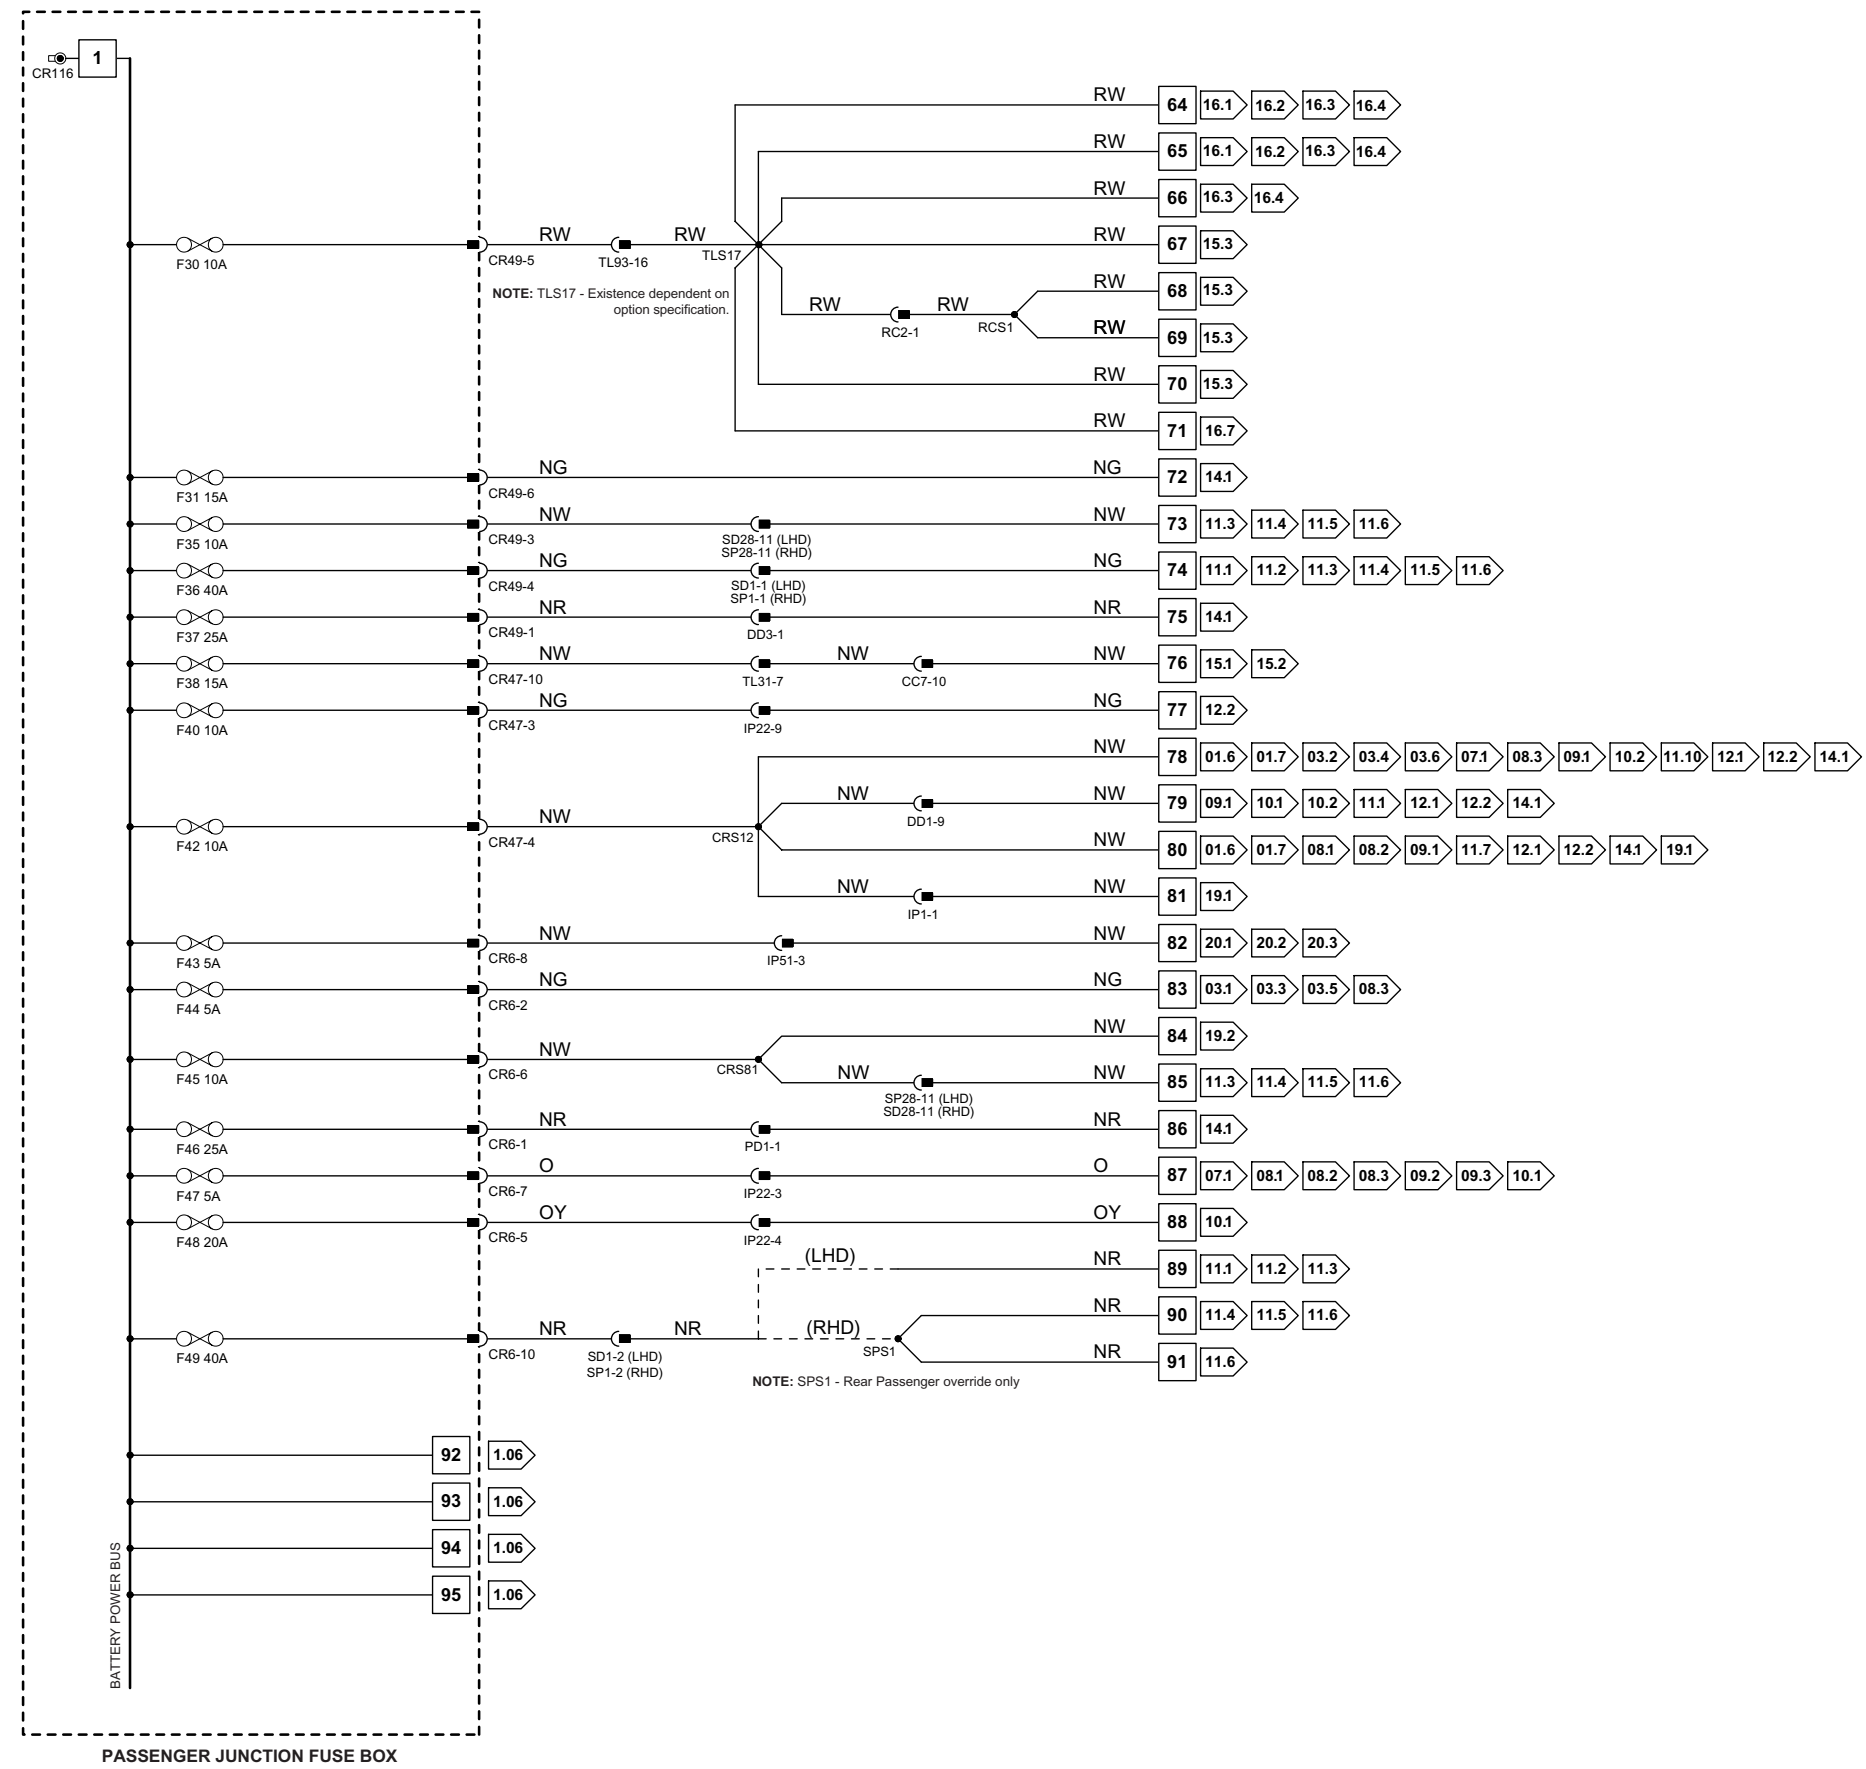 1
CR116
RW 64 16.1 16.2 16.3 16.4
RW 65 16.1 16.2 16.3 16.4
RW 66 16.3 16.4
F30 10A CR49-5 RW TL93-16 RW TLS17 RW 67 15.3
NOTE: TLS17 - Existence dependent on
option specification.
RW 68 15.3
RW RC2-1 RW RCS1
RW 69 15.3
RW 70 15.3
RW 71 16.7
F31 15A CR49-6 NG NG 72 14.1
F35 10A CR49-3 NW SD28-11 (LHD) NW 73 11.3 11.4 11.5 11.6
SP28-11 (RHD)
F36 40A CR49-4 NG SD1-1 (LHD) NG 74 11.1 11.2 11.3 11.4 11.5 11.6
SP1-1 (RHD)
F37 25A CR49-1 NR DD3-1 NR 75 14.1
F38 15A CR47-10 NW TL31-7 NW CC7-10 NW 76 15.1 15.2
F40 10A CR47-3 NG IP22-9 NG 77 12.2
NW 78 01.6 01.7 03.2 03.4 03.6 07.1 08.3 09.1 10.2 11.10 12.1 12.2 14.1
NW DD1-9 NW 79 09.1 10.1 10.2 11.1 12.1 12.2 14.1
F42 10A CR47-4 NW CRS12
NW 80 01.6 01.7 08.1 08.2 09.1 11.7 12.1 12.2 14.1 19.1
NW IP1-1 NW 81 19.1
F43 5A CR6-8 NW IP51-3 NW 82 20.1 20.2 20.3
F44 5A CR6-2 NG NG 83 03.1 03.3 03.5 08.3
NW 84 19.2
F45 10A CR6-6 NW CRS81
NW SP28-11 (LHD) NW 85 11.3 11.4 11.5 11.6
SD28-11 (RHD)
F46 25A CR6-1 NR PD1-1 NR 86 14.1
F47 5A CR6-7 O IP22-3 O 87 07.1 08.1 08.2 08.3 09.2 09.3 10.1
F48 20A CR6-5 OY IP22-4 OY 88 10.1
(LHD) NR 89 11.1 11.2 11.3
NR 90 11.4 11.5 11.6
F49 40A CR6-10 NR SD1-2 (LHD) NR (RHD) SPS1
SP1-2 (RHD)
NR 91 11.6
NOTE: SPS1 - Rear Passenger override only
92 1.06
93 1.06
94 1.06
95 1.06
BATTERY POWER BUS
PASSENGER JUNCTION FUSE BOX